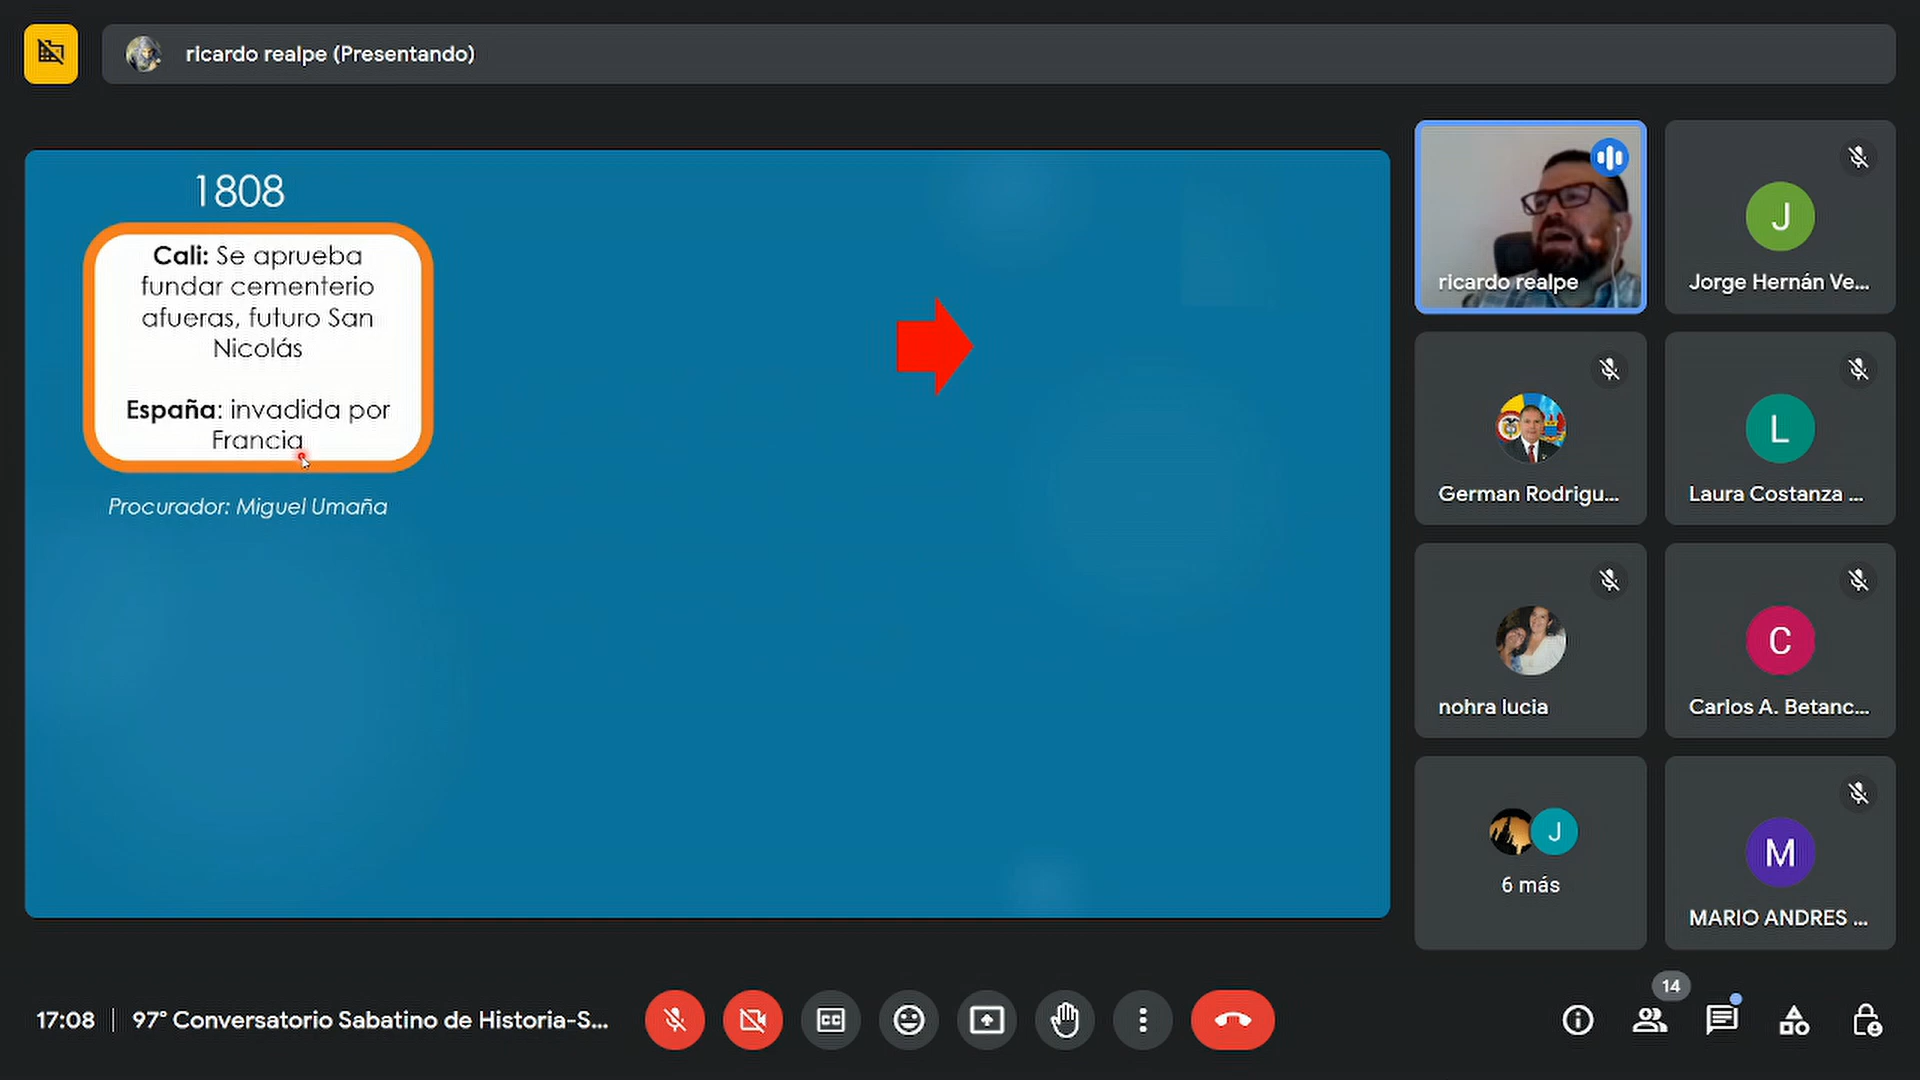 ricardo realpe (Presentando)
1808
Cali: Se aprueba
fundar cementerio
afueras, futuro San
Nicolás
España: invadida por
Francia
Procurador: Miguel Umaña
ricardo realpe
J
Jorge Hernán Ve...
German Rodrigu...
L
Laura Costanza ...
nohra lucia
C
Carlos A. Betanc...
J
6 más
M
MARIO ANDRES ...
17:08
97° Conversatorio Sabatino de Historia-S...
CC
14